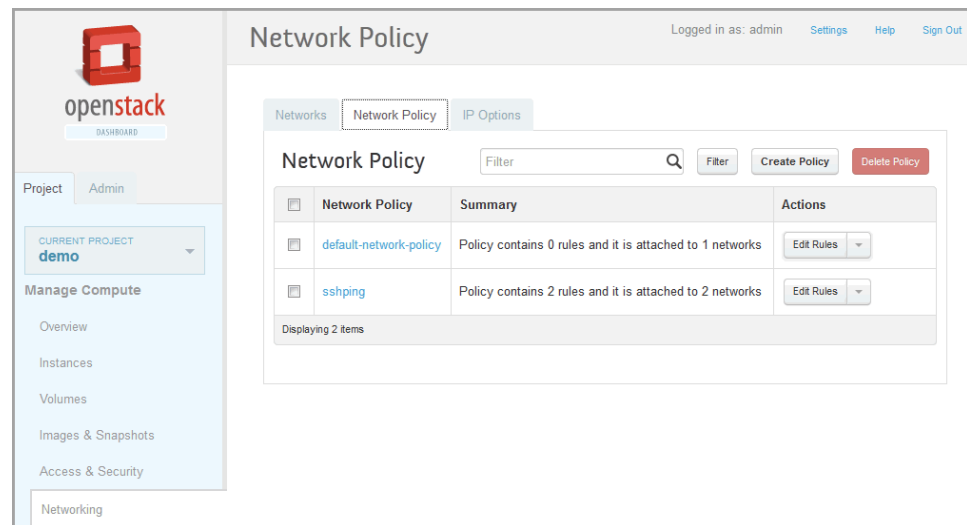 openstack
DASHBOARD
Project Admin
CURRENT PROJECT
demo
Manage Compute
Overview
Instances
Volumes
Images & Snapshots
Access & Security
Networking
Network Policy
Logged in as: admin Settings Help Sign Out
Networks Network Policy IP Options
Network Policy Filter Filter Create Policy Delete Policy
Network Policy Summary Actions
default-network-policy Policy contains 0 rules and it is attached to 1 networks Edit Rules
sshping Policy contains 2 rules and it is attached to 2 networks Edit Rules
Displaying 2 items